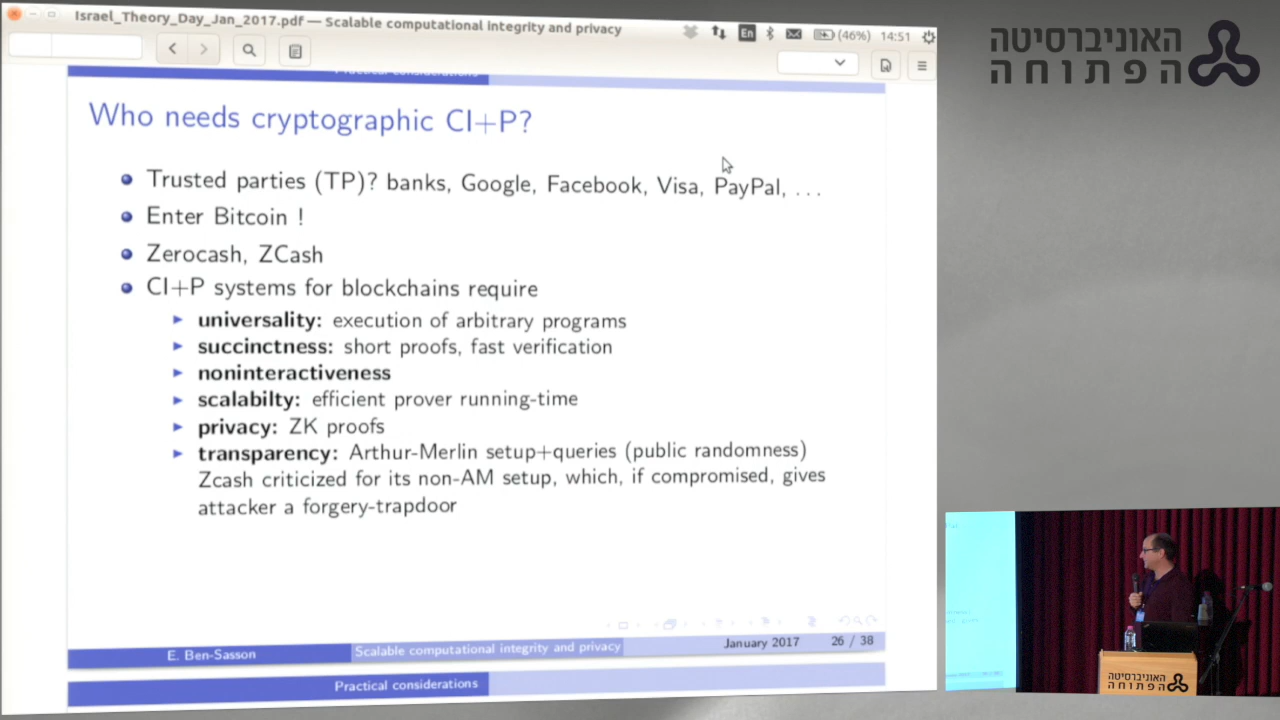 Israel_Theory_Day_Jan_2017.pdf — Scalable computational integrity and privacy
En
(46%) 14:51
האוניברסיטה
הפתוחה
Practical considerations
Who needs cryptographic CI+P?
Trusted parties (TP)? banks, Google, Facebook, Visa, PayPal, ...
Enter Bitcoin !
Zerocash, ZCash
CI+P systems for blockchains require
universality: execution of arbitrary programs
succinctness: short proofs, fast verification
noninteractiveness
scalabilty: efficient prover running-time
privacy: ZK proofs
transparency: Arthur-Merlin setup+queries (public randomness)
Zcash criticized for its non-AM setup, which, if compromised, gives
attacker a forgery-trapdoor
E. Ben-Sasson
Scalable computational integrity and privacy
January 2017
26 / 38
Practical considerations
האוניברסיטה
הפתוחה